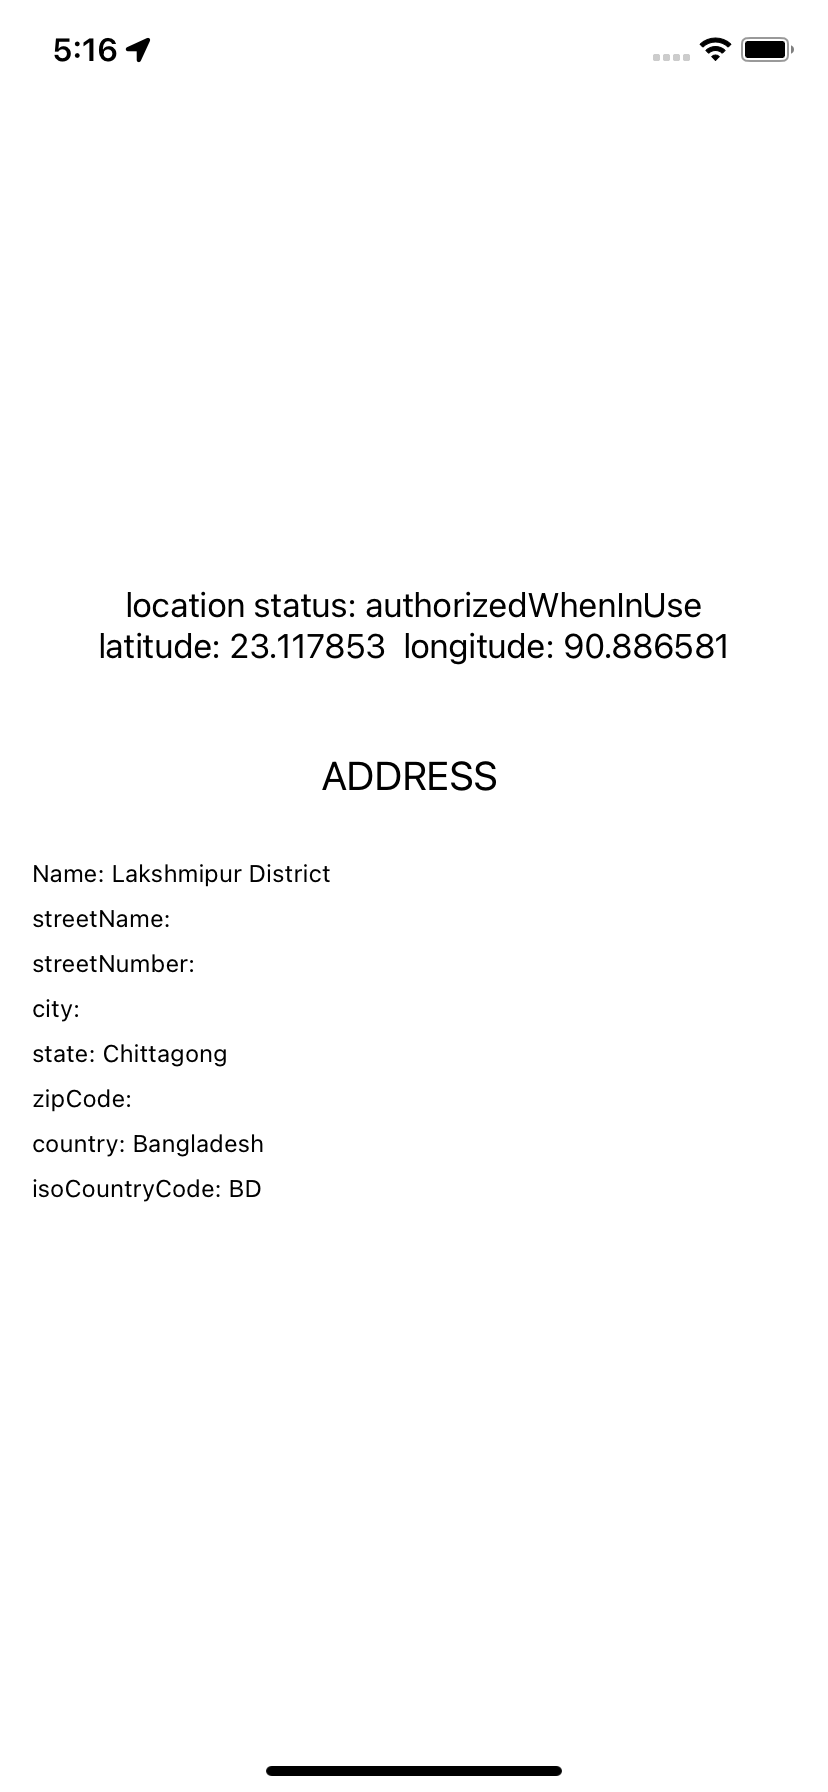 5:16
location status: authorizedWhenInUse
latitude: 23.117853  longitude: 90.886581
ADDRESS
Name: Lakshmipur District
streetName:
streetNumber:
city:
state: Chittagong
zipCode:
country: Bangladesh
isoCountryCode: BD